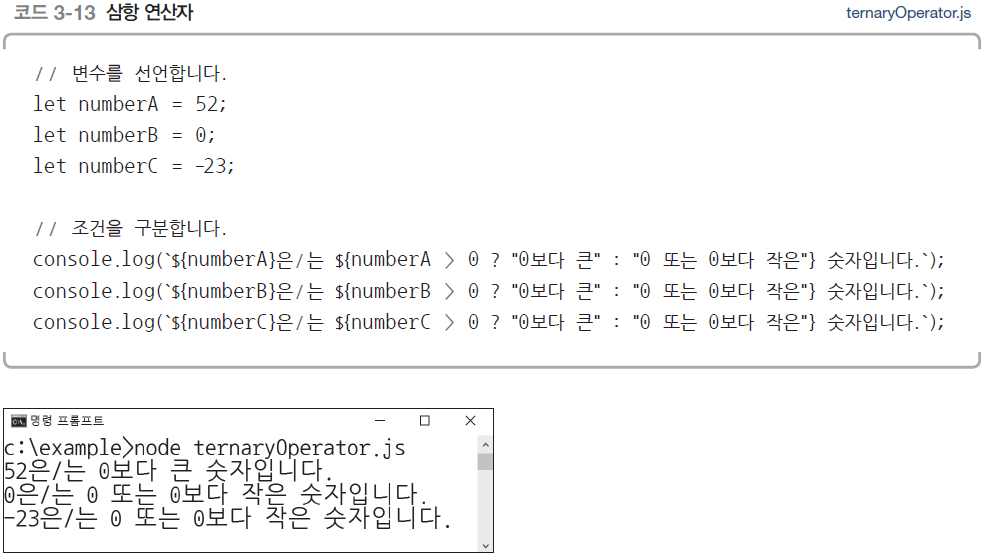 코드 3-13 삼항 연산자
ternaryOperator.js
// 변수를 선언합니다.
let numberA = 52;
let numberB = 0;
let numberC = -23;
// 조건을 구분합니다.
console.log(`${numberA}은/는 ${numberA > 0 ? "0보다 큰" : "0 또는 0보다 작은"} 숫자입니다.`);
console.log(`${numberB}은/는 ${numberB > 0 ? "0보다 큰" : "0 또는 0보다 작은"} 숫자입니다.`);
console.log(`${numberC}은/는 ${numberC > 0 ? "0보다 큰" : "0 또는 0보다 작은"} 숫자입니다.`);
명령 프롬프트
c:\example>node ternaryOperator.js
52은/는 0보다 큰 숫자입니다.
0은/는 0 또는 0보다 작은 숫자입니다.
-23은/는 0 또는 0보다 작은 숫자입니다.